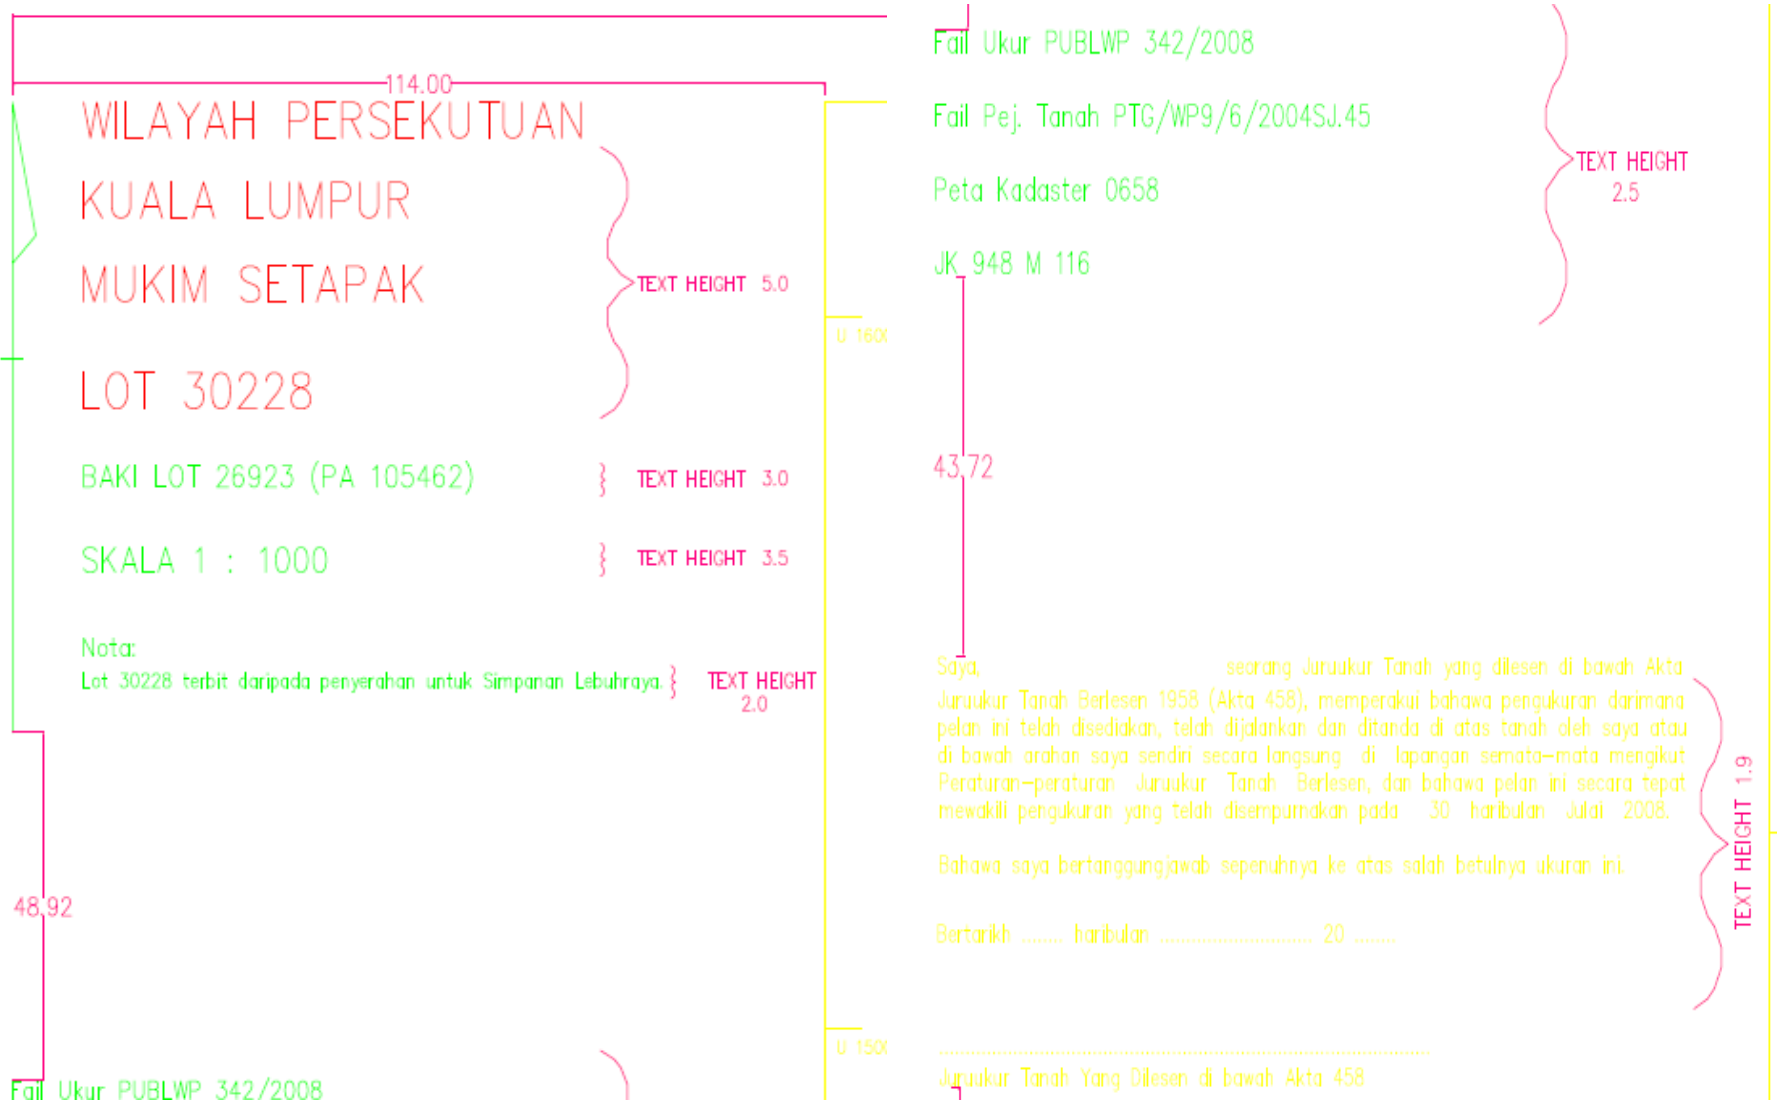 114.00
WILAYAH PERSEKUTUAN
KUALA LUMPUR
MUKIM SETAPAK
TEXT HEIGHT 5.0
LOT 30228
BAKI LOT 26923 (PA 105462)
TEXT HEIGHT 3.0
SKALA 1 : 1000
TEXT HEIGHT 3.5
Nota:
Lot 30228 terbit daripada penyerahan untuk Simpanan Lebuhraya.
TEXT HEIGHT
2.0
U 1600
48.92
U 1500
Fail Ukur PUBLWP 342/2008
Fail Ukur PUBLWP 342/2008
Fail Pej. Tanah PTG/WP9/6/2004SJ.45
TEXT HEIGHT
2.5
Peta Kadaster 0658
JK 948 M 116
43.72
Saya, seorang Juruukur Tanah yang dilesen di bawah Akta
Juruukur Tanah Berlesen 1958 (Akta 458), memperakui bahawa pengukuran darimana
pelan ini telah disediakan, telah dijalankan dan ditanda di atas tanah oleh saya atau
di bawah arahan saya sendiri secara langsung di lapangan semata-mata mengikut
Peraturan-peraturan Juruukur Tanah Berlesen, dan bahawa pelan ini secara tepat
mewakili pengukuran yang telah disempurnakan pada 30 haribulan Julai 2008.
Bahawa saya bertanggungjawab sepenuhnya ke atas salah betulnya ukuran ini.
Bertarikh ........ haribulan .............................. 20 ........
TEXT HEIGHT 1.9
Juruukur Tanah Yang Dilesen di bawah Akta 458